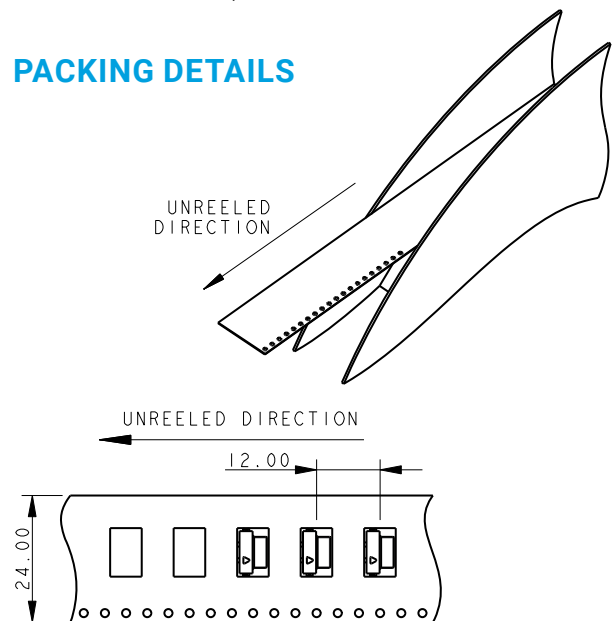 PACKING DETAILS
UNREELED
DIRECTION
UNREELED DIRECTION
12.00
24.00